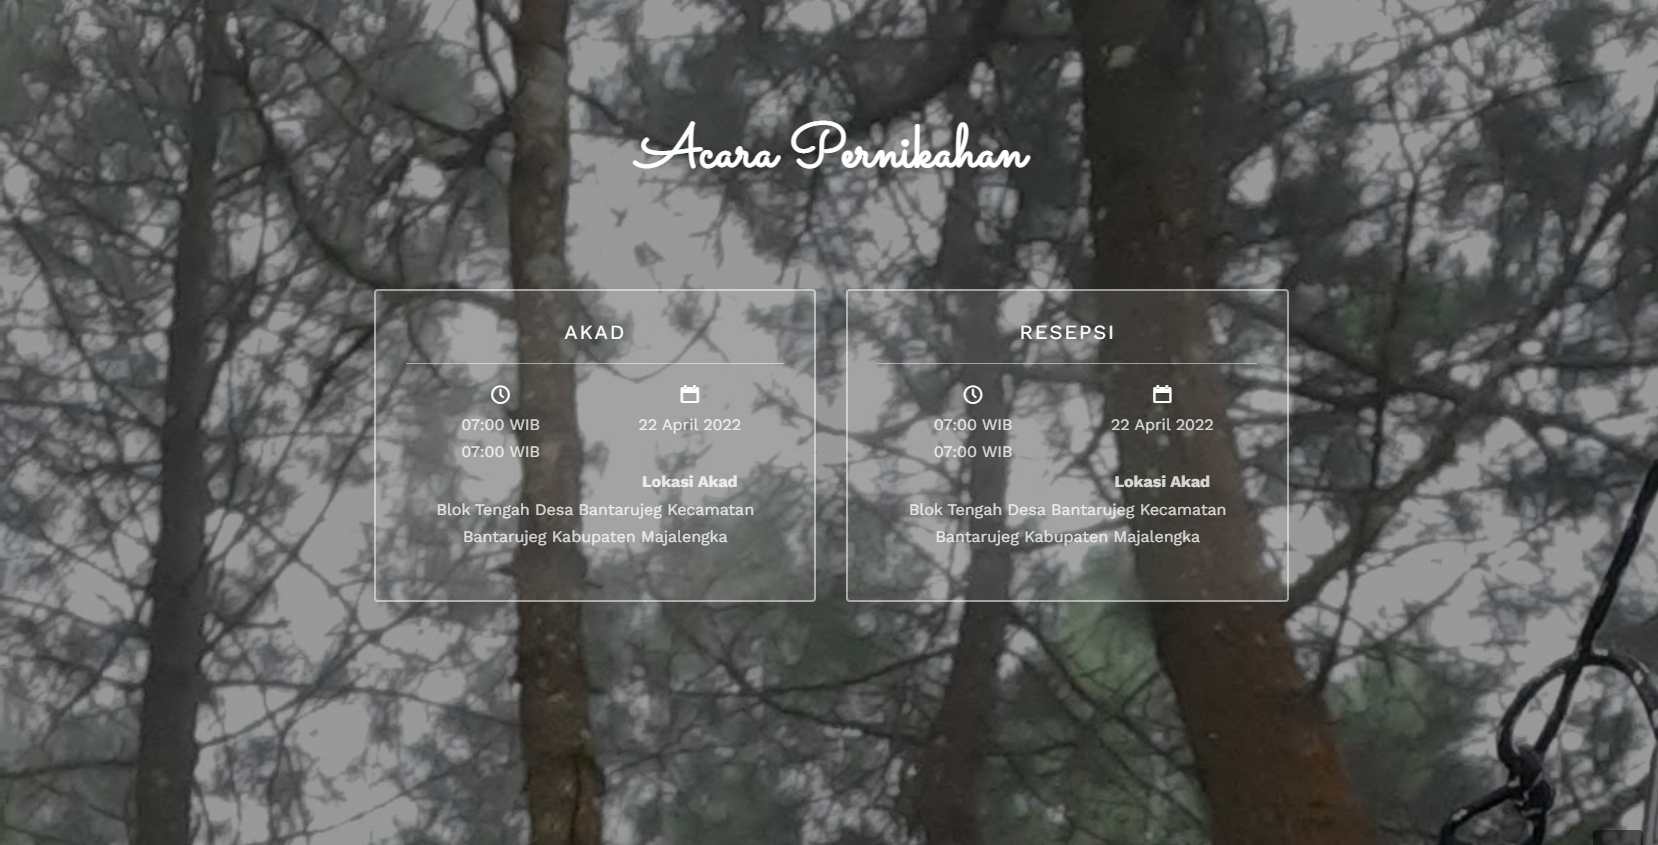 Acara Pernikahan
AKAD
07:00 WIB
22 April 2022
07:00 WIB
Lokasi Akad
Blok Tengah Desa Bantarujeg Kecamatan
Bantarujeg Kabupaten Majalengka
RESEPSI
07:00 WIB
22 April 2022
07:00 WIB
Lokasi Akad
Blok Tengah Desa Bantarujeg Kecamatan
Bantarujeg Kabupaten Majalengka